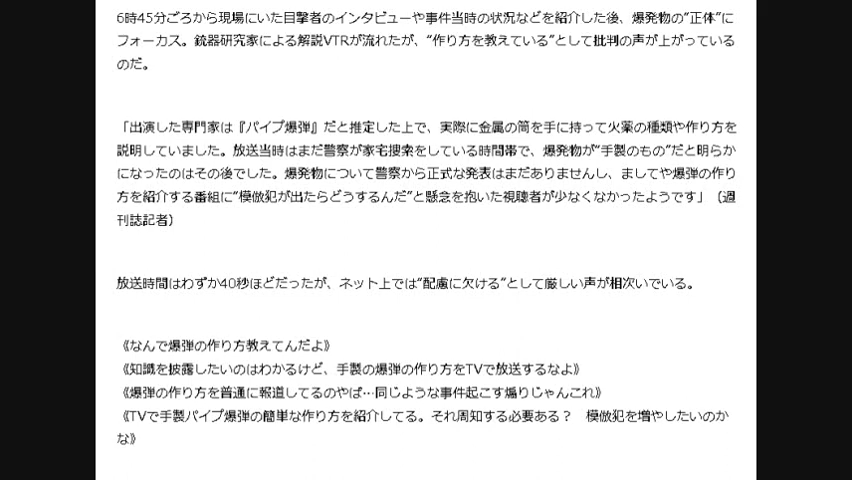 6時45分ごろから現場にいた目撃者のインタビューや事件当時の状況などを紹介した後、爆発物の“正体”に
フォーカス。銃器研究家による解説VTRが流れたが、“作り方を教えている”として批判の声が上がっている
のだ。
「出演した専門家は『パイプ爆弾』だと推定した上で、実際に金属の筒を手に持って火薬の種類や作り方を
説明していました。放送当時はまだ警察が家宅捜索をしている時間帯で、爆発物が“手製のもの”だと明らか
になったのはその後でした。爆発物について警察から正式な発表はまだありませんし、ましてや爆弾の作り
方を紹介する番組に“模倣犯が出たらどうするんだ”と懸念を抱いた視聴者が少なくなかったようです」（週
刊誌記者）
放送時間はわずか40秒ほどだったが、ネット上では“配慮に欠ける”として厳しい声が相次いでいる。
《なんで爆弾の作り方教えてんだよ》
《知識を披露したいのはわかるけど、手製の爆弾の作り方をTVで放送するなよ》
《爆弾の作り方を普通に報道してるのやば…同じような事件起こす煽りじゃんこれ》
《TVで手製パイプ爆弾の簡単な作り方を紹介してる。それ周知する必要ある？　模倣犯を増やしたいのか
な》